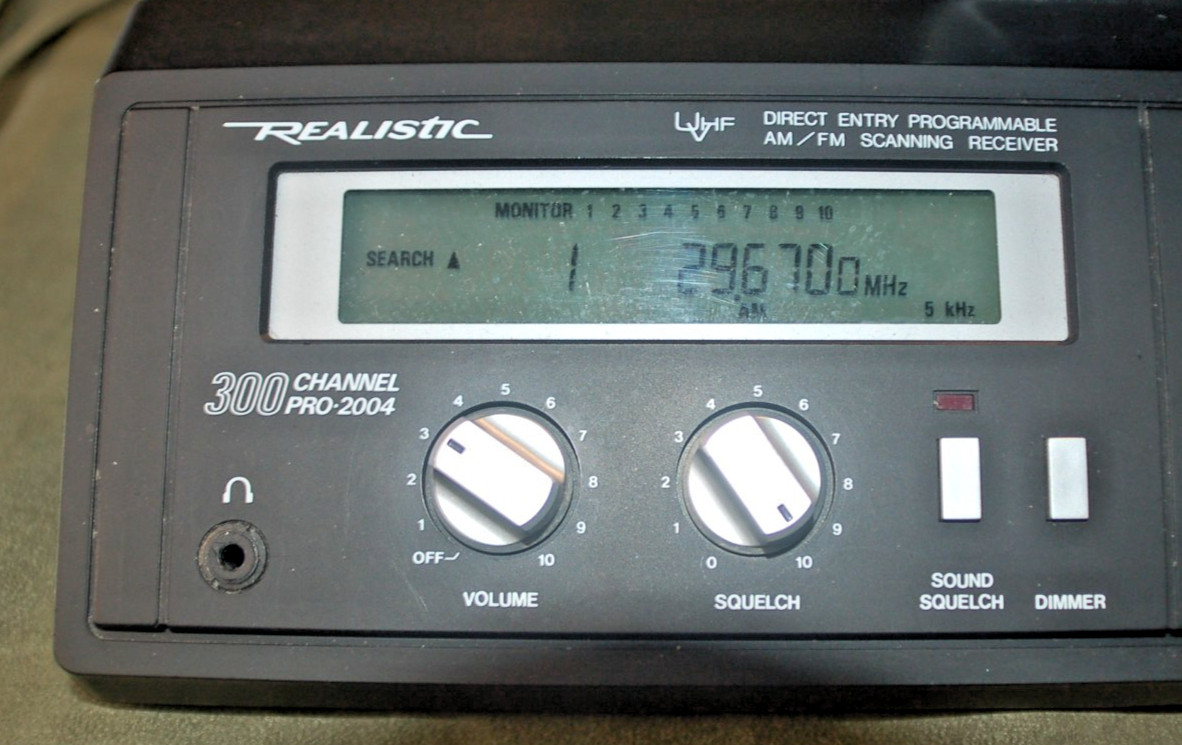 REALISTIC
UVHF
DIRECT ENTRY PROGRAMMABLE
AM/FM SCANNING RECEIVER
MONITOR 1 2 3 4 5 6 7 8 9 10
SEARCH ▲ 1 29.6700 MHz
AM 5 kHz
300 CHANNEL
PRO-2004
OFF 1 2 3 4 5 6 7 8 9 10
VOLUME
0 1 2 3 4 5 6 7 8 9 10
SQUELCH
SOUND
SQUELCH
DIMMER